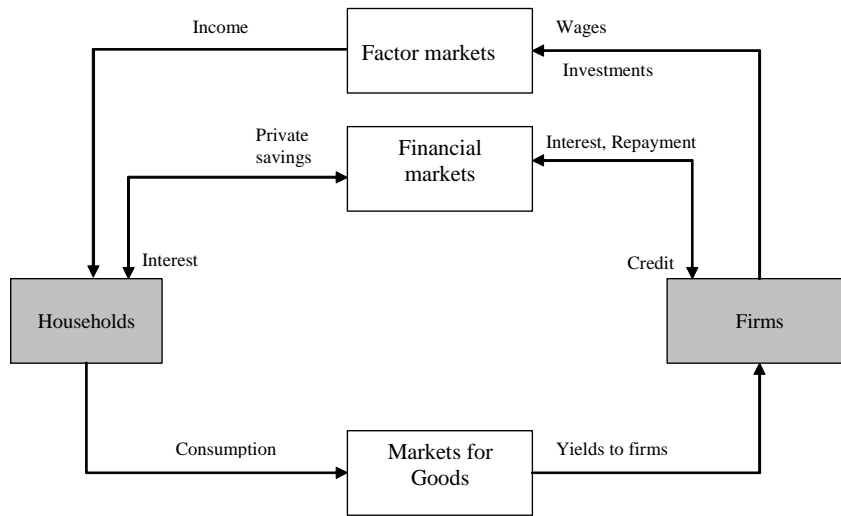 Income
Factor markets
Wages
Investments
Private
savings
Financial
markets
Interest, Repayment
Interest
Credit
Households
Firms
Consumption
Markets for
Goods
Yields to firms